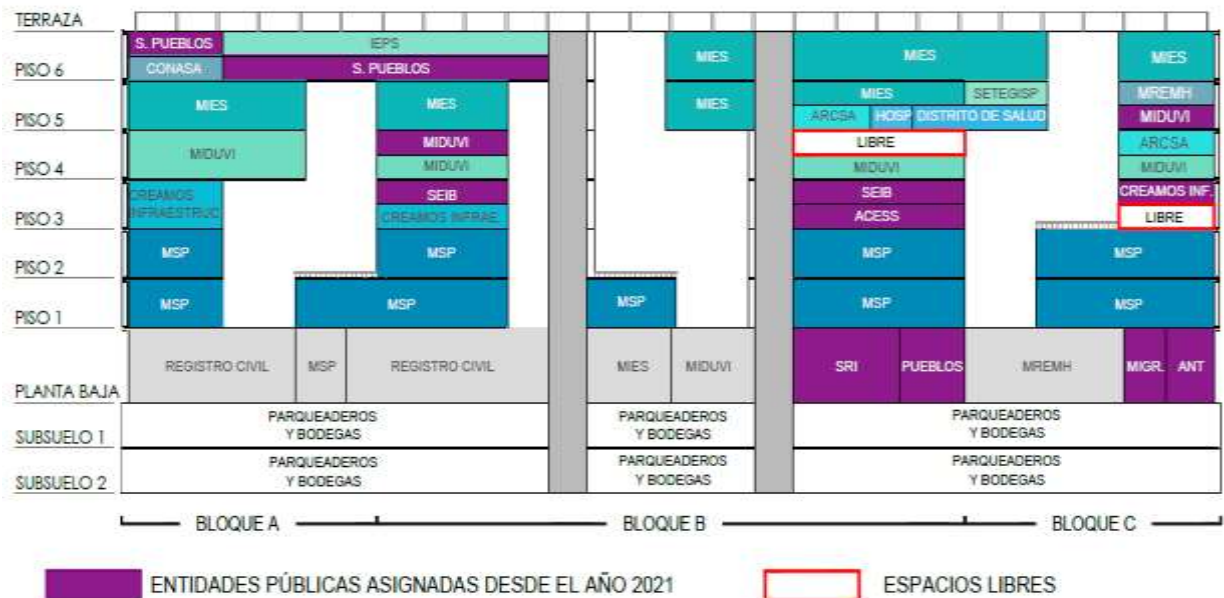 TERRAZA
S. PUEBLOS
IEPS
MIES
MIES
MIES
PISO 6
CONASA
S. PUEBLOS
MIES
MIES
MIES
MIES
SETEGISP
MREMH
PISO 5
ARCSA
HOSP
DISTRITO DE SALUD
MIDUVI
MIDUVI
MIDUVI
LIBRE
ARCSA
PISO 4
MIDUVI
MIDUVI
MIDUVI
CREAMOS
INFRAESTRUC
SEIB
SEIB
CREAMOS INF.
PISO 3
CREAMOS INFRAE.
ACESS
LIBRE
MSP
MSP
MSP
MSP
PISO 2
MSP
MSP
MSP
MSP
MSP
PISO 1
REGISTRO CIVIL
MSP
REGISTRO CIVIL
MIES
MIDUVI
SRI
PUEBLOS
MREMH
MIGR.
ANT
PLANTA BAJA
PARQUEADEROS
Y BODEGAS
PARQUEADEROS
Y BODEGAS
PARQUEADEROS
Y BODEGAS
SUBSUELO 1
PARQUEADEROS
Y BODEGAS
PARQUEADEROS
Y BODEGAS
PARQUEADEROS
Y BODEGAS
SUBSUELO 2
BLOQUE A
BLOQUE B
BLOQUE C
ENTIDADES PÚBLICAS ASIGNADAS DESDE EL AÑO 2021
ESPACIOS LIBRES